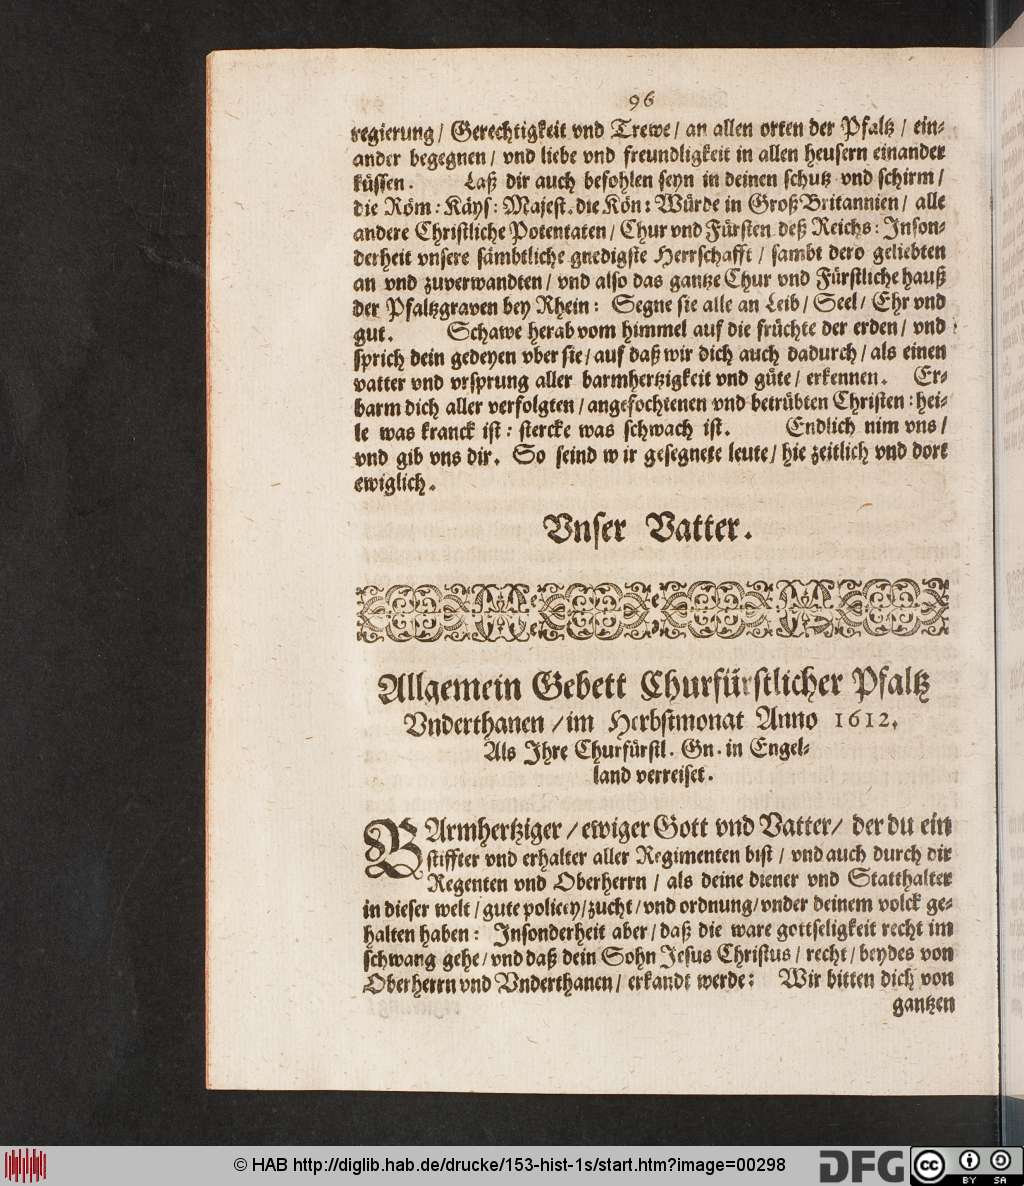 96
regierung / Gerechtigkeit vnd Trewe / an allen orten der Pfaltz / ein-
ander begegnen / vnd liebe vnd freundligkeit in allen heusern einander
küssen. Laß dir auch befohlen seyn in deinen schutz vnd schirm /
die Röm: Käys: Majest. die Kön: Würde in Groß Britannien / alle
andere Christliche Potentaten / Chur vnd Fürsten deß Reichs: Inson-
derheit vnsere sämbtliche gnedigste Herrschafft / sambt dero geliebten
an vnd zuverwandten / vnd also das gantze Chur vnd Fürstliche hauß
der Pfaltzgraven bey Rhein: Segne sie alle an Leib / Seel / Ehr vnd
gut. Schawe herab vom himmel auf die früchte der erden / vnd
sprich dein gedeyen vber sie / auf daß wir dich auch dadurch / als einen
vatter vnd vrsprung aller barmhertzigkeit vnd güte / erkennen. Er-
barm dich aller verfolgten / angefochtenen vnd betrübten Christen: hei-
le was kranck ist: stercke was schwach ist. Endlich nim vns /
vnd gib vns dir. So seind wir gesegnete leute / hie zeitlich vnd dort
ewiglich.
Vnser Vatter.
Allgemein Gebett Churfürstlicher Pfaltz
Vnderthanen / im Herbstmonat Anno 1612.
Als Ihre Churfürstl. Gn. in Engel-
land verreiset.
BArmhertziger / ewiger Gott vnd Vatter / der du ein
stiffter vnd erhalter aller Regimenten bist / vnd auch durch die
Regenten vnd Oberherrn / als deine diener vnd Statthalter
in dieser welt / gute policey / zucht / vnd ordnung / vnder deinem volck ge-
halten haben: Insonderheit aber / daß die ware gottseligkeit recht im
schwang gehe / vnd daß dein Sohn Jesus Christus / recht / beydes von
Oberherrn vnd Vnderthanen / erkandt werde: Wir bitten dich von
gantzen
© HAB http://diglib.hab.de/drucke/153-hist-1s/start.htm?image=00298
DFG
cc BY SA